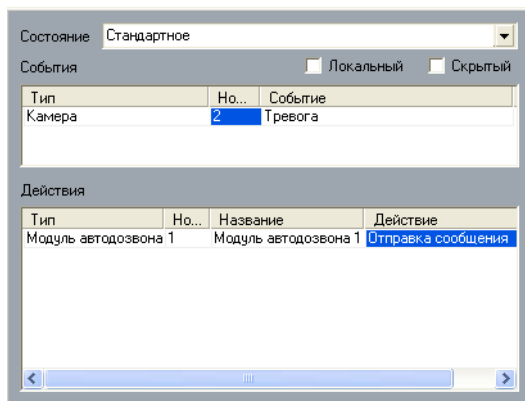 Состояние Стандартное
События Локальный Скрытый
Тип Но... Событие
Камера 2 Тревога
Действия
Тип Но... Название Действие
Модуль автодозвона 1 Модуль автодозвона 1 Отправка сообщения